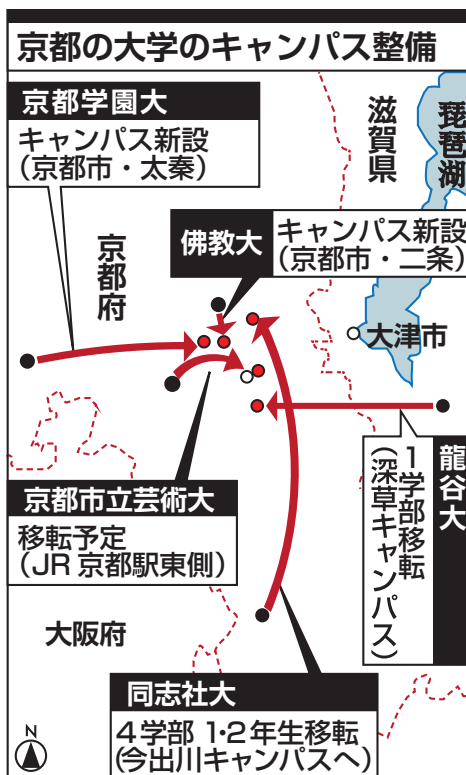 京都の大学のキャンパス整備
京都学園大
キャンパス新設
(京都市・太秦)
滋賀県
琵琶湖
京都府
佛教大
キャンパス新設
(京都市・二条)
大津市
龍谷大
1学部移転
(深草キャンパス)
京都市立芸術大
移転予定
(JR京都駅東側)
大阪府
同志社大
4学部 1・2年生移転
(今出川キャンパスへ)
N